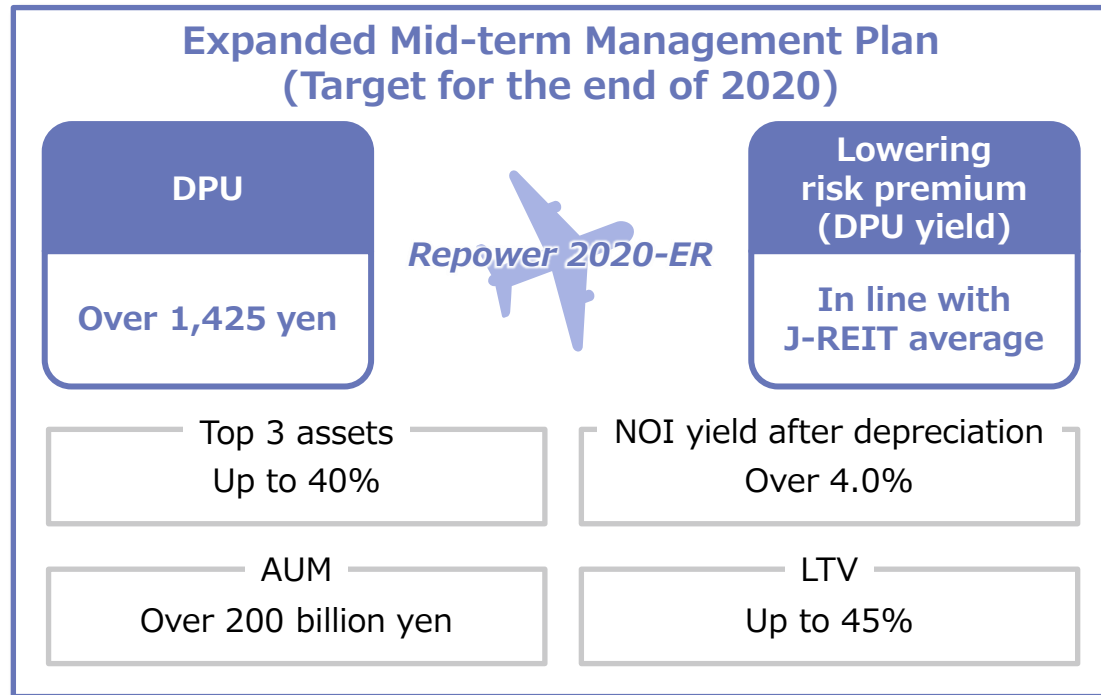 Expanded Mid-term Management Plan
(Target for the end of 2020)
DPU
Over 1,425 yen
Repower 2020-ER
Lowering
risk premium
(DPU yield)
In line with
J-REIT average
Top 3 assets
Up to 40%
NOI yield after depreciation
Over 4.0%
AUM
Over 200 billion yen
LTV
Up to 45%